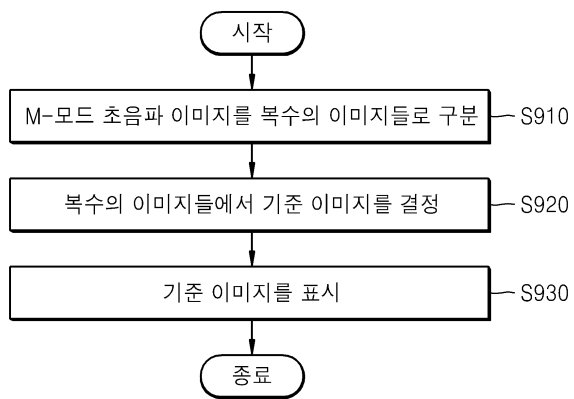 시작
M-모드 초음파 이미지를 복수의 이미지들로 구분
S910
복수의 이미지들에서 기준 이미지를 결정
S920
기준 이미지를 표시
S930
종료